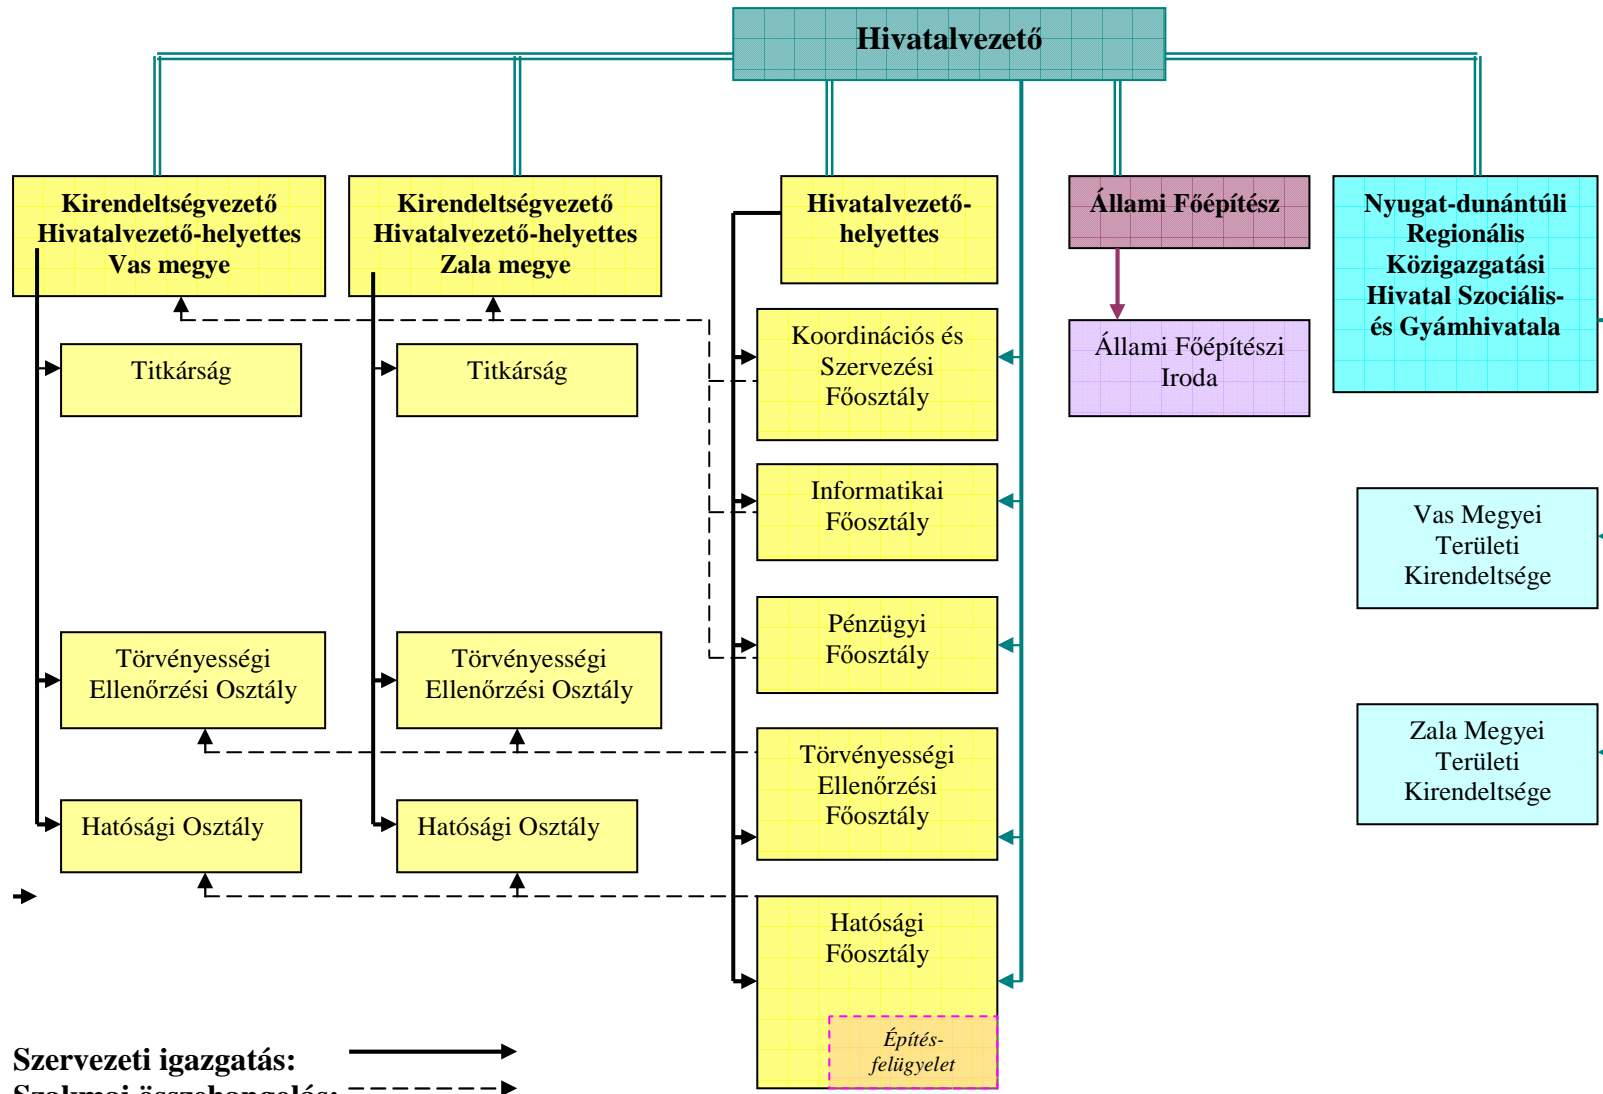 Hivatalvezető
Kirendeltségvezető
Hivatalvezető-helyettes
Vas megye
Kirendeltségvezető
Hivatalvezető-helyettes
Zala megye
Hivatalvezető-
helyettes
Állami Főépítész
Nyugat-dunántúli
Regionális
Közigazgatási
Hivatal Szociális-
és Gyámhivatala
Titkárság
Titkárság
Koordinációs és
Szervezési
Főosztály
Állami Főépítészi
Iroda
Informatikai
Főosztály
Vas Megyei
Területi
Kirendeltsége
Pénzügyi
Főosztály
Törvényességi
Ellenőrzési Osztály
Törvényességi
Ellenőrzési Osztály
Törvényességi
Ellenőrzési
Főosztály
Zala Megyei
Területi
Kirendeltsége
Hatósági Osztály
Hatósági Osztály
Hatósági
Főosztály
Építés-
felügyelet
Szervezeti igazgatás:
Szakmai összehangolás: